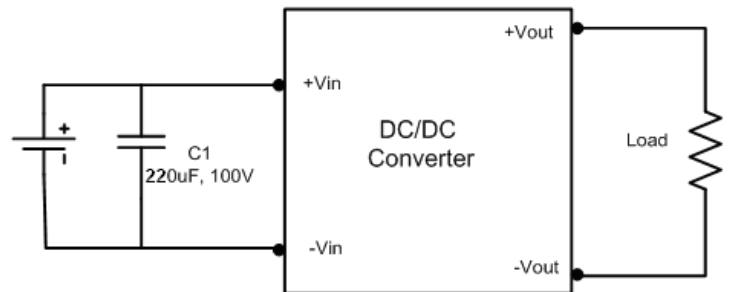 +Vout
+Vin
DC/DC
Converter
Load
+
-
C1
220uF, 100V
-Vin
-Vout